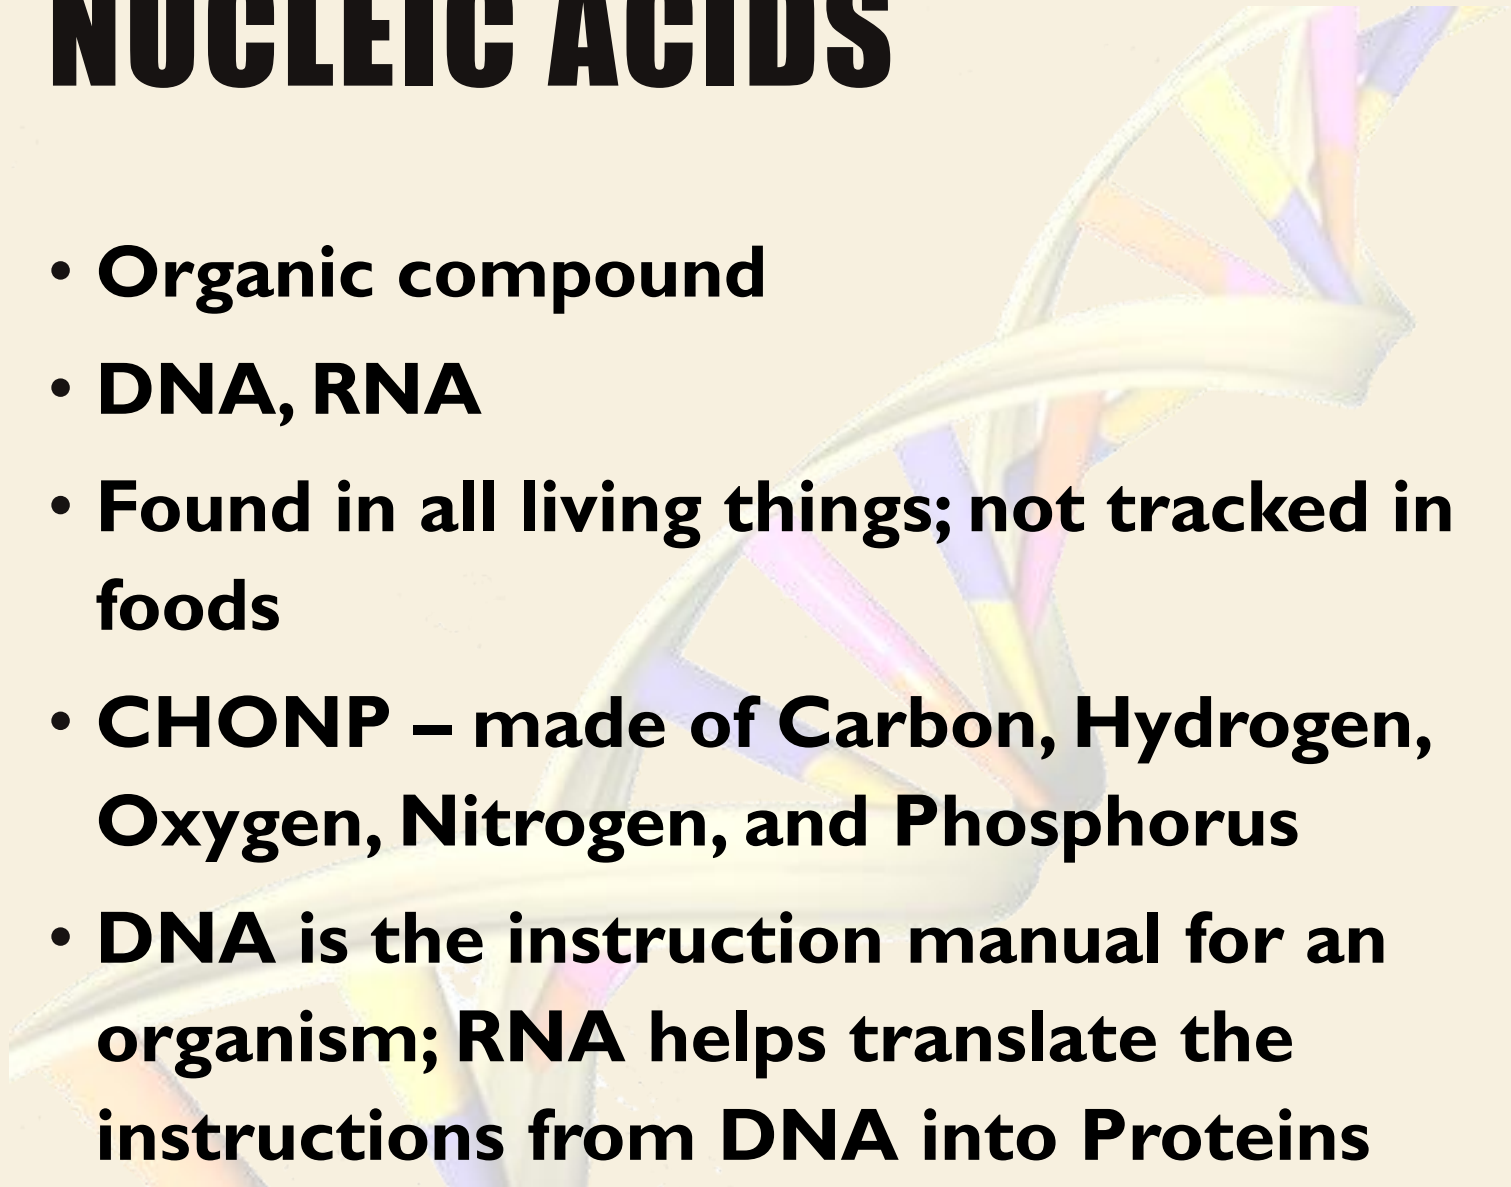 NUCLEIC ACIDS
• Organic compound
• DNA, RNA
• Found in all living things; not tracked in
foods
• CHONP – made of Carbon, Hydrogen,
Oxygen, Nitrogen, and Phosphorus
• DNA is the instruction manual for an
organism; RNA helps translate the
instructions from DNA into Proteins